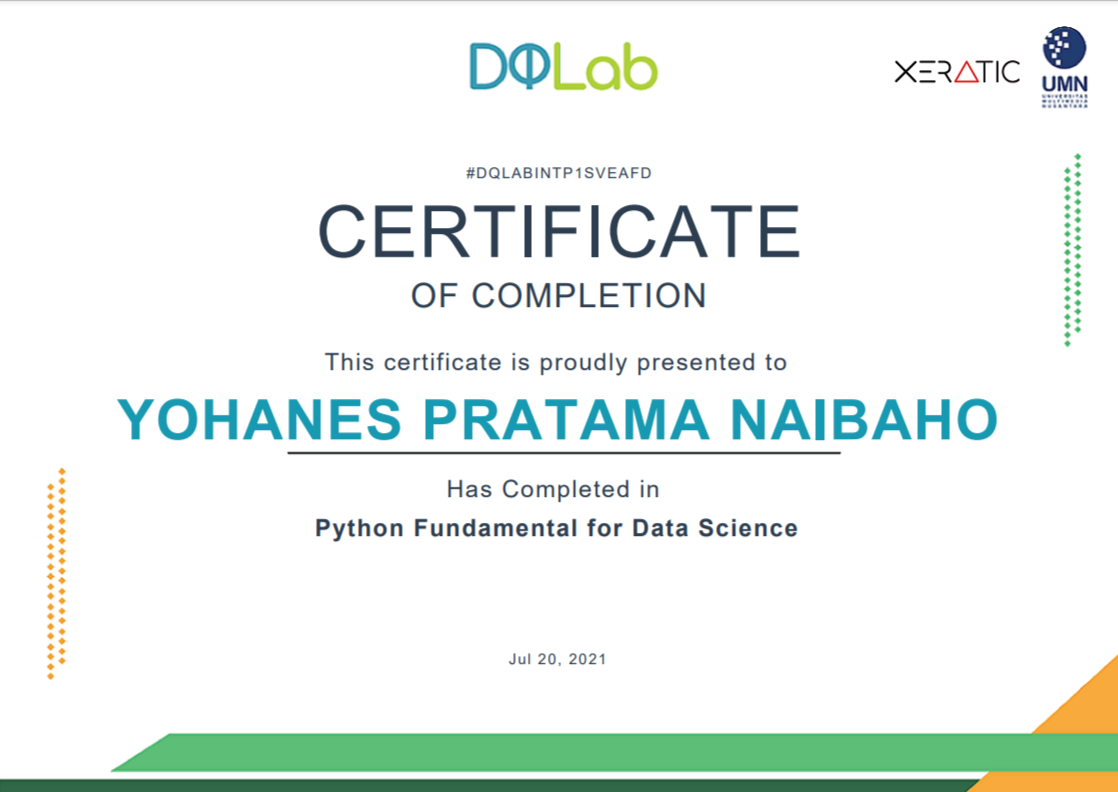 DQLab
XERATIC
UMN
UNIVERSITAS
MULTIMEDIA
NUSANTARA
#DQLABINTP1SVEAFD
CERTIFICATE
OF COMPLETION
This certificate is proudly presented to
YOHANES PRATAMA NAIBAHO
Has Completed in
Python Fundamental for Data Science
Jul 20, 2021